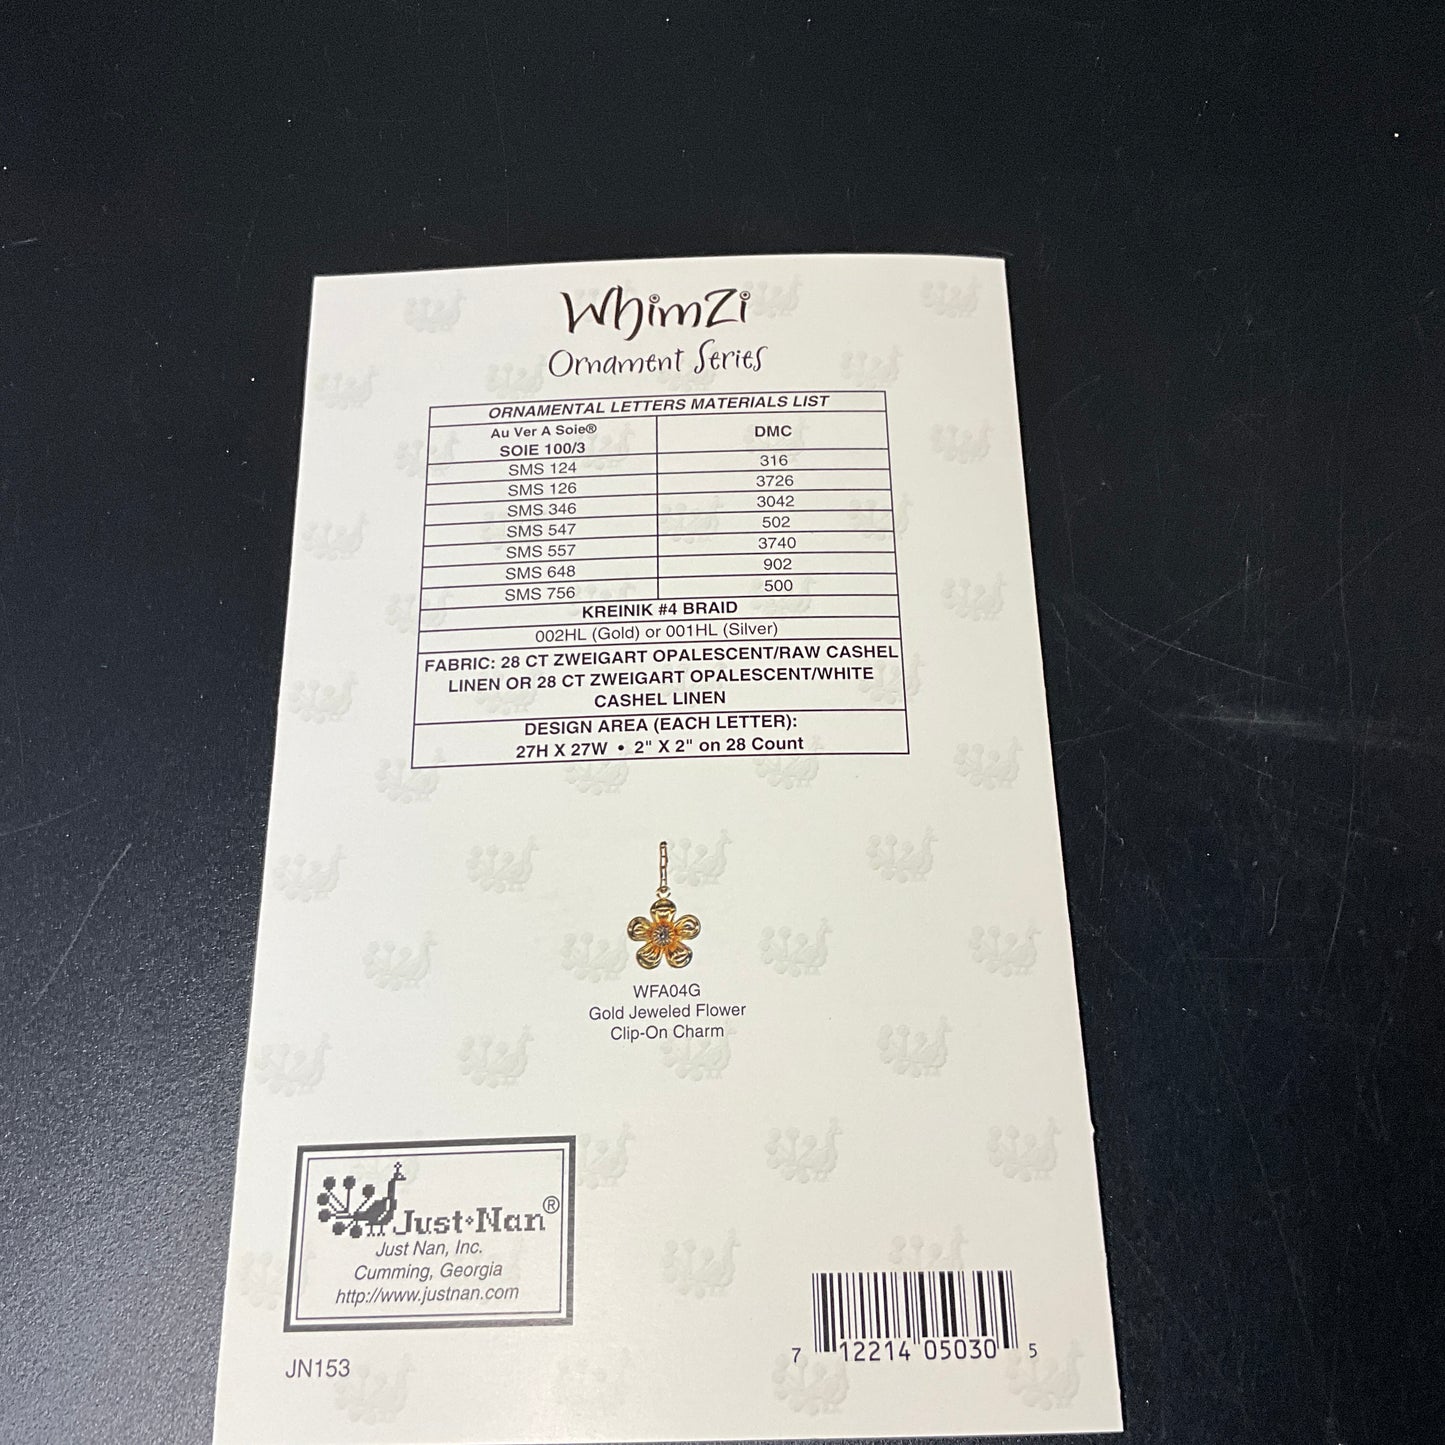 WhimZi
Ornament Series
ORNAMENTAL LETTERS MATERIALS LIST
Au Ver A Soie®
SOIE 100/3
DMC
SMS 124 316
SMS 126 3726
SMS 346 3042
SMS 547 502
SMS 557 3740
SMS 648 902
SMS 756 500
KREINIK #4 BRAID
002HL (Gold) or 001HL (Silver)
FABRIC: 28 CT ZWEIGART OPALESCENT/RAW CASHEL
LINEN OR 28 CT ZWEIGART OPALESCENT/WHITE
CASHEL LINEN
DESIGN AREA (EACH LETTER):
27H X 27W • 2" X 2" on 28 Count
WFA04G
Gold Jeweled Flower
Clip-On Charm
Just•Nan®
Just Nan, Inc.
Cumming, Georgia
http://www.justnan.com
JN153
7 12214 05030 5